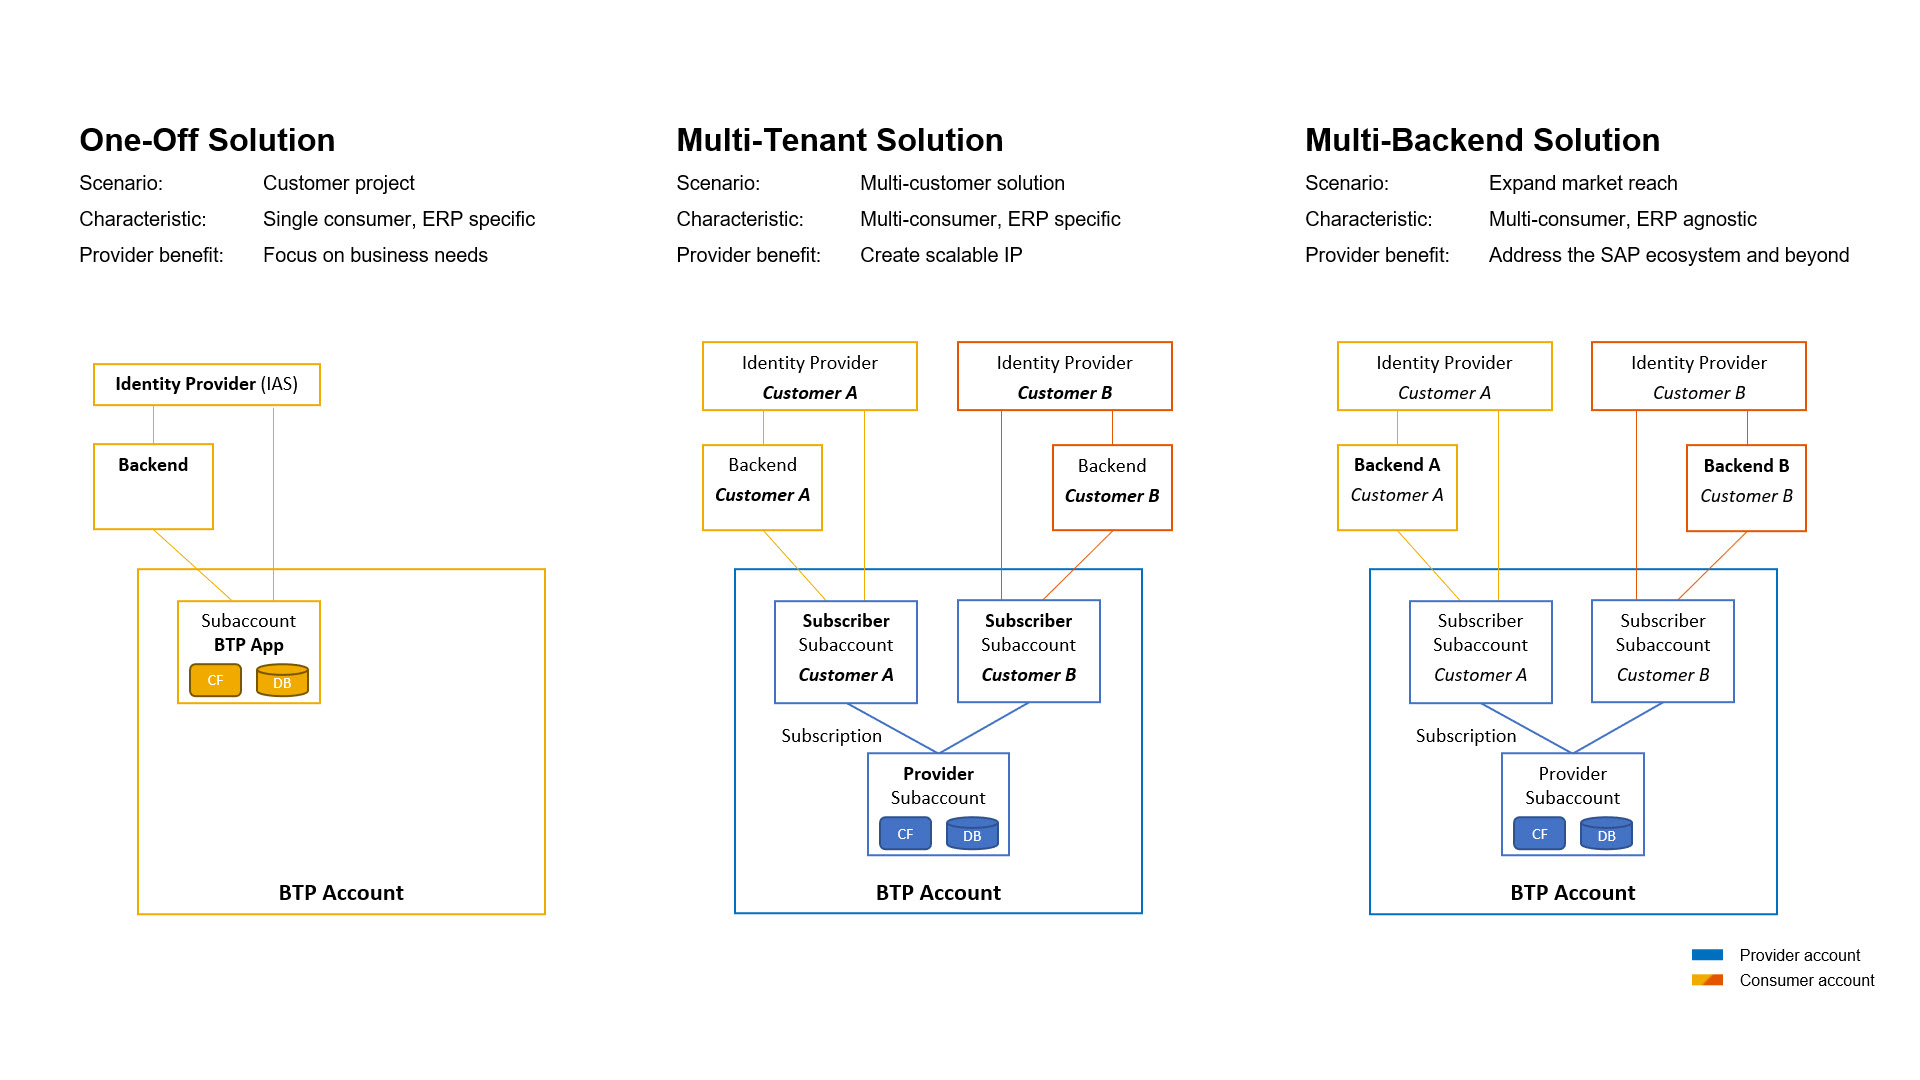 One-Off Solution
Scenario: Customer project
Characteristic: Single consumer, ERP specific
Provider benefit: Focus on business needs
Identity Provider (IAS)
Backend
Subaccount
BTP App
CF DB
BTP Account
Multi-Tenant Solution
Scenario: Multi-customer solution
Characteristic: Multi-consumer, ERP specific
Provider benefit: Create scalable IP
Identity Provider
Customer A
Identity Provider
Customer B
Backend
Customer A
Backend
Customer B
Subscriber
Subaccount
Customer A
Subscriber
Subaccount
Customer B
Subscription
Provider
Subaccount
CF DB
BTP Account
Multi-Backend Solution
Scenario: Expand market reach
Characteristic: Multi-consumer, ERP agnostic
Provider benefit: Address the SAP ecosystem and beyond
Identity Provider
Customer A
Identity Provider
Customer B
Backend A
Customer A
Backend B
Customer B
Subscriber
Subaccount
Customer A
Subscriber
Subaccount
Customer B
Subscription
Provider
Subaccount
CF DB
BTP Account
Provider account
Consumer account